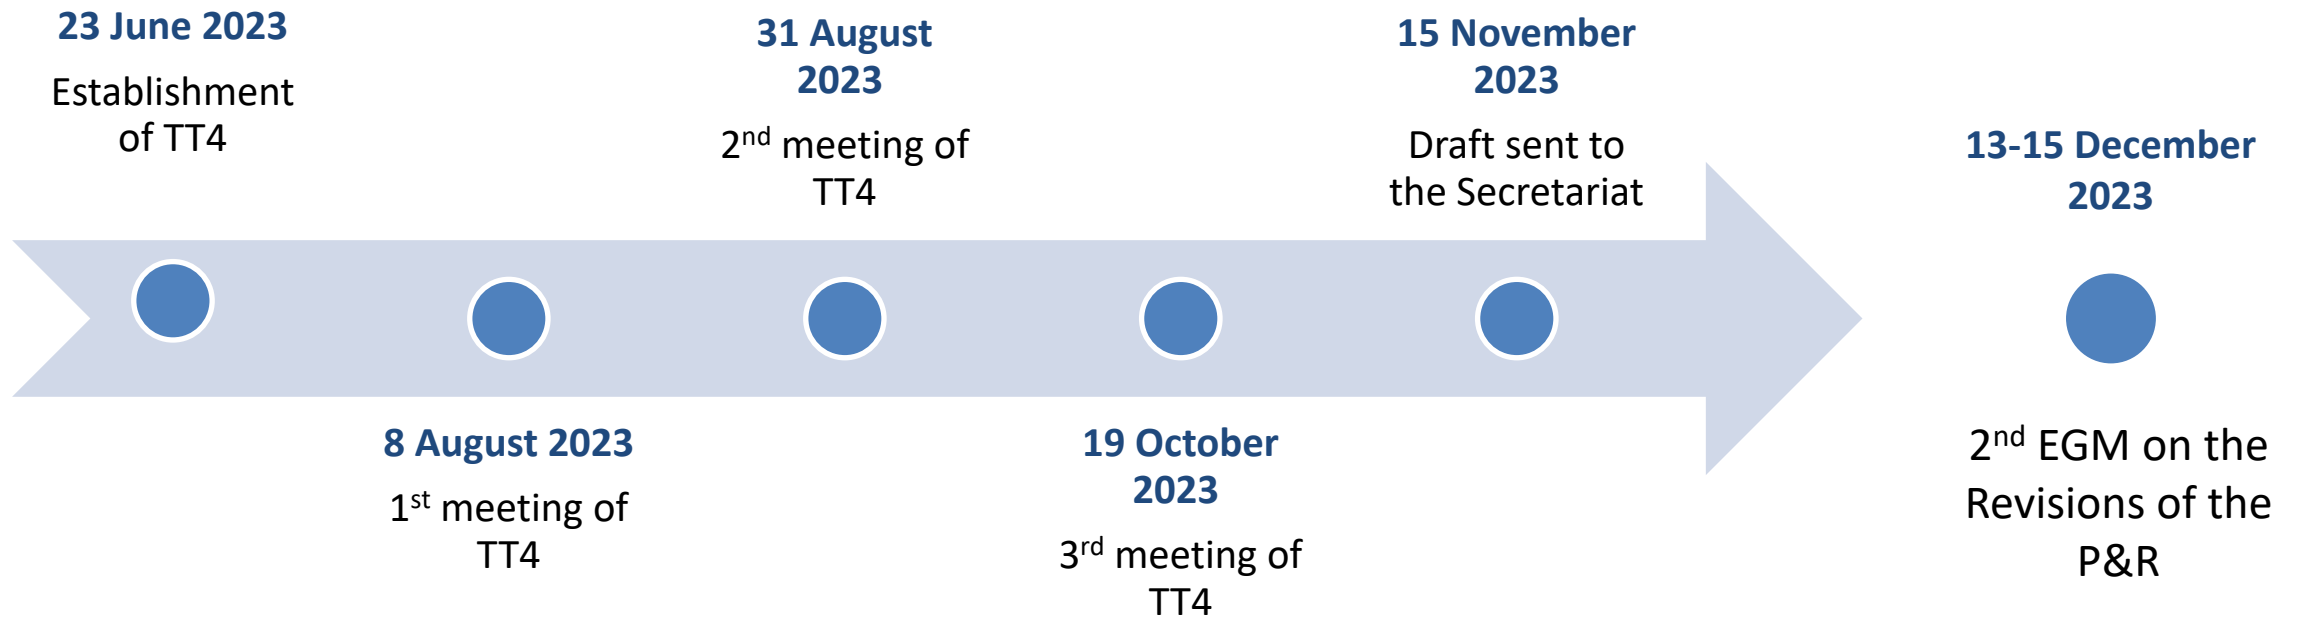 23 June 2023
Establishment
of TT4
8 August 2023
1st meeting of
TT4
31 August
2023
2nd meeting of
TT4
19 October
2023
3rd meeting of
TT4
15 November
2023
Draft sent to
the Secretariat
13-15 December
2023
2nd EGM on the
Revisions of the
P&R